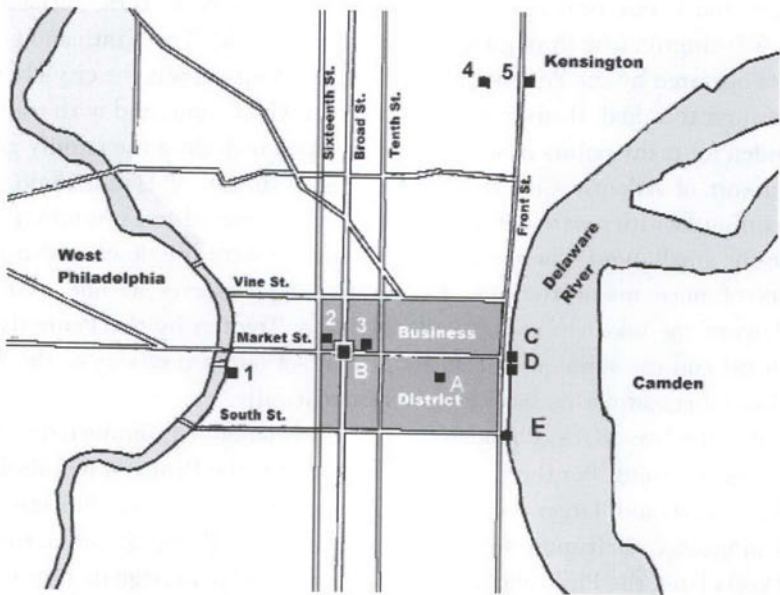 4
5
Kensington
Sixteenth St.
Broad St.
Tenth St.
Front St.
West
Philadelphia
Delaware
River
Vine St.
Market St.
2
3
Business
B
C
D
1
A
District
Camden
South St.
E